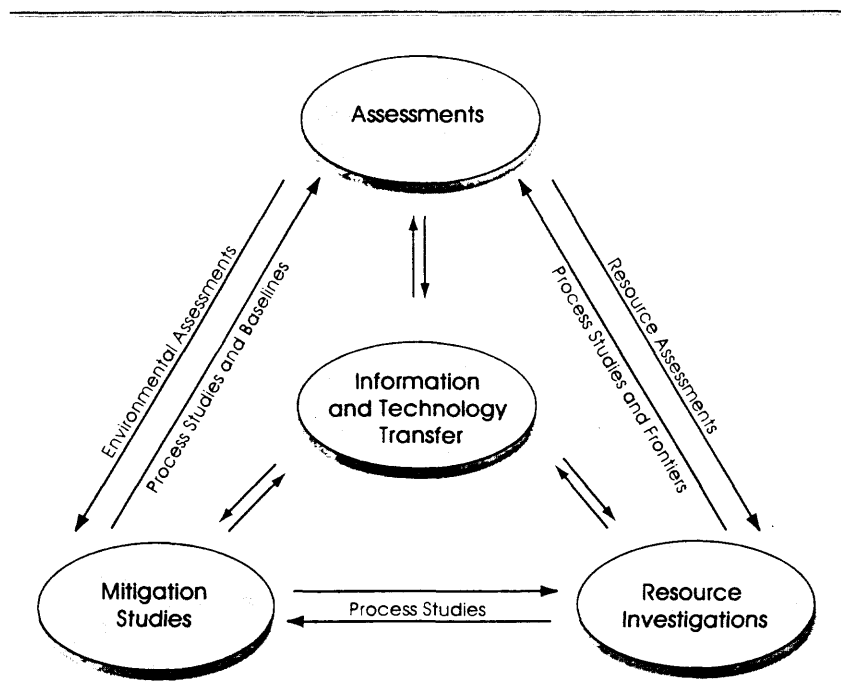 Assessments
Environmental Assessments
Process Studies and Baselines
Process Studies and Frontiers
Resource Assessments
Information
and Technology
Transfer
Mitigation
Studies
Process Studies
Resource
Investigations